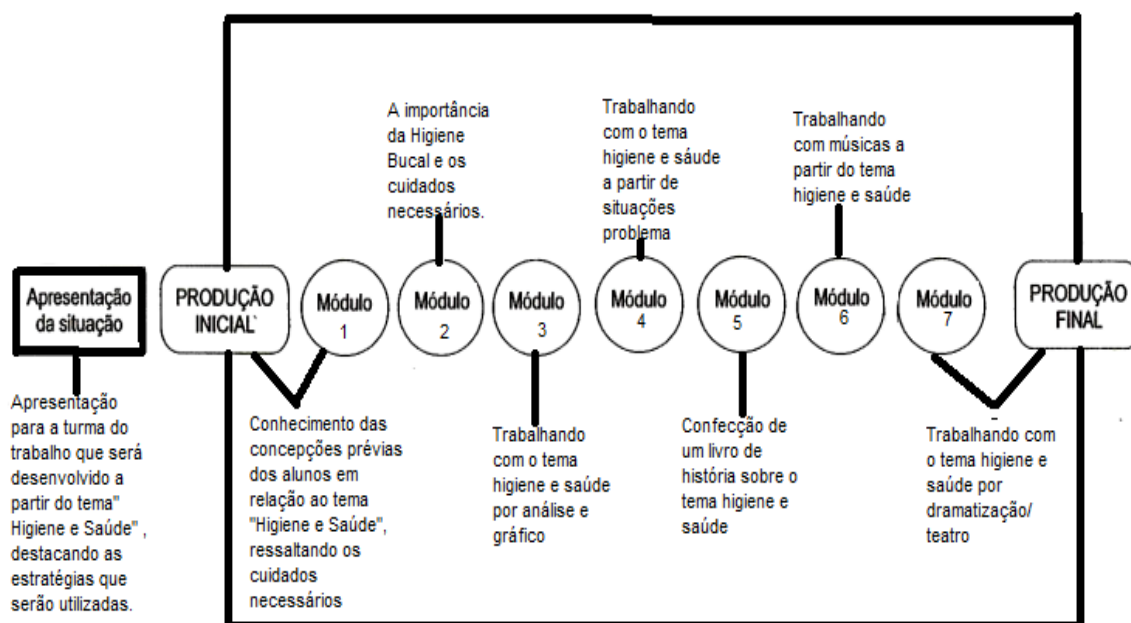 A importância
da Higiene
Bucal e os
cuidados
necessários.
Trabalhando
com o tema
higiene e sáude
a partir de
situações
problema
Trabalhando
com músicas a
partir do tema
higiene e saúde
Apresentação
da situação
PRODUÇÃO
INICIAL
Módulo
1
Módulo
2
Módulo
3
Módulo
4
Módulo
5
Módulo
6
Módulo
7
PRODUÇÃO
FINAL
Apresentação
para a turma do
trabalho que será
desenvolvido a
partir do tema"
Higiene e Saúde" ,
destacando as
estratégias que
serão utilizadas.
Conhecimento das
concepções prévias
dos alunos em
relação ao tema
"Higiene e Saúde",
ressaltando os
cuidados
necessários
Trabalhando
com o tema
higiene e saúde
por análise e
gráfico
Confecção de
um livro de
história sobre o
tema higiene e
saúde
Trabalhando com
o tema higiene e
saúde por
dramatização/
teatro